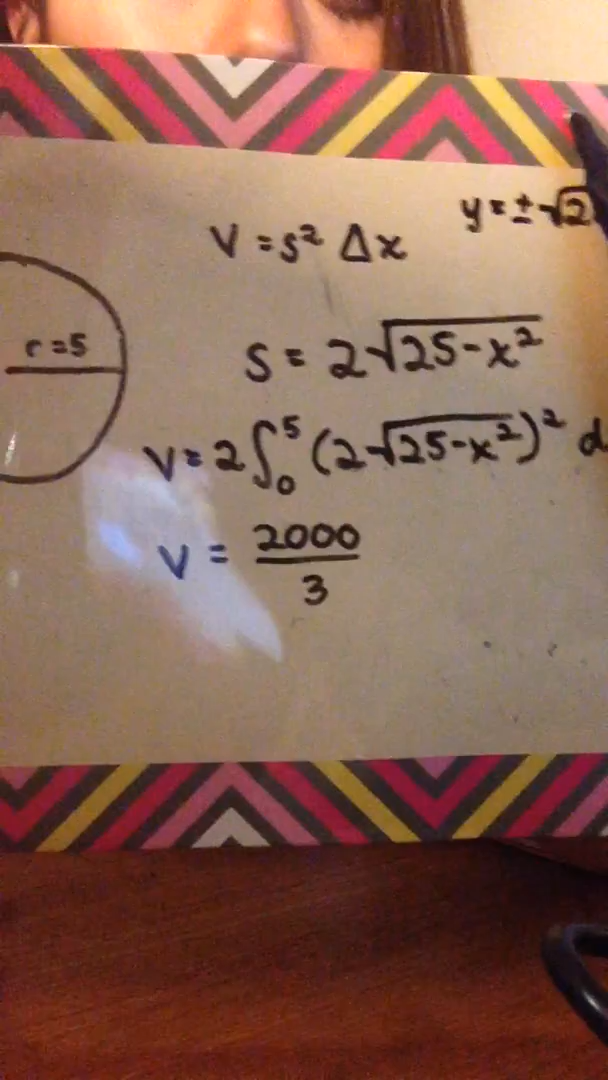 y = ± √2
V = s² Δx
r = 5
s = 2√25-x²
V = 2 ∫₀⁵ (2√25-x²)² d
V = 2000/3